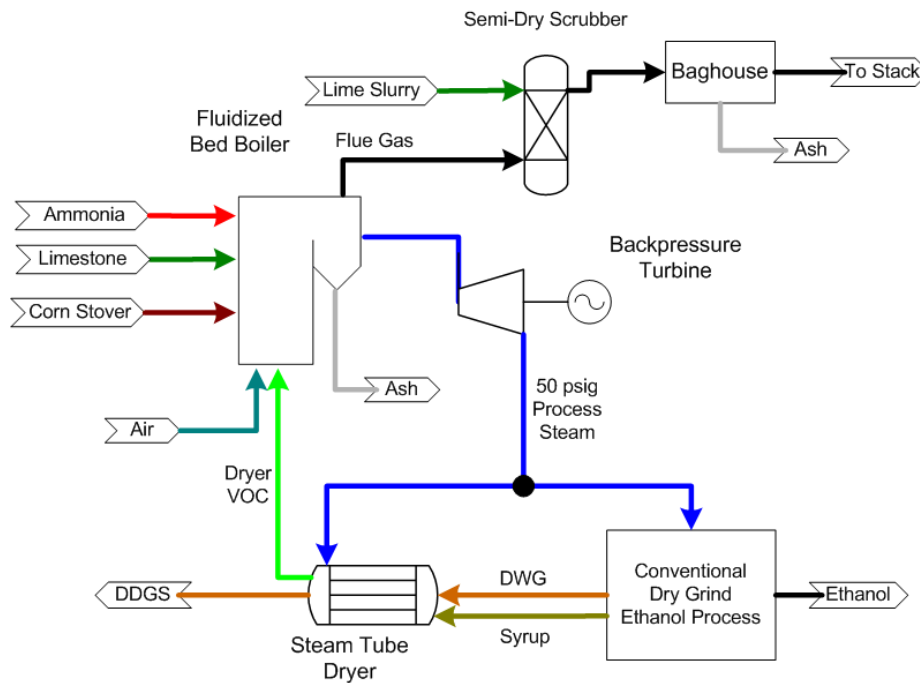 Semi-Dry Scrubber
Baghouse
To Stack
Lime Slurry
Fluidized
Bed Boiler
Flue Gas
Ash
Ammonia
Limestone
Corn Stover
Backpressure
Turbine
Ash
50 psig
Process
Steam
Air
Dryer
VOC
DDGS
DWG
Syrup
Steam Tube
Dryer
Conventional
Dry Grind
Ethanol Process
Ethanol